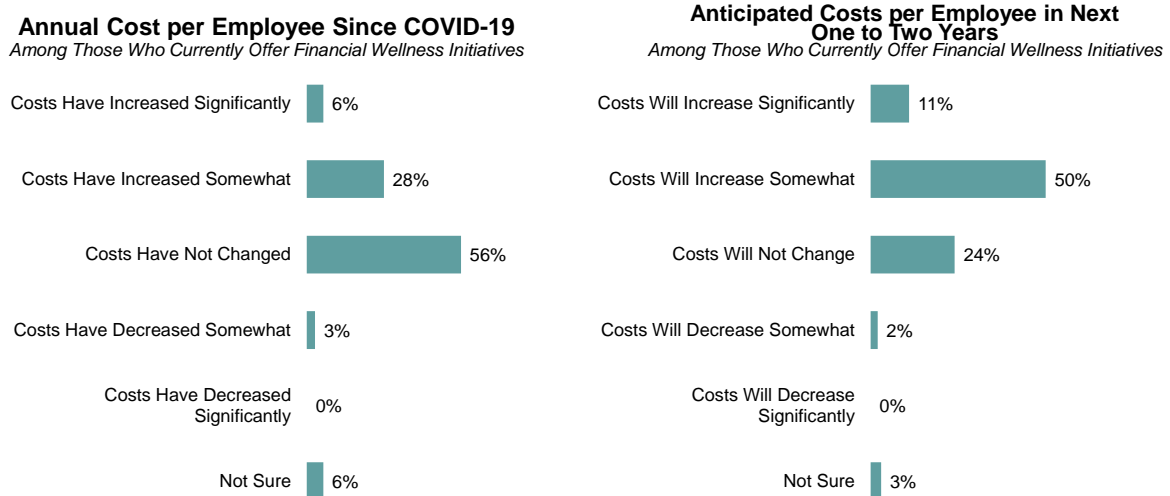 Annual Cost per Employee Since COVID-19
Among Those Who Currently Offer Financial Wellness Initiatives
Costs Have Increased Significantly 6%
Costs Have Increased Somewhat 28%
Costs Have Not Changed 56%
Costs Have Decreased Somewhat 3%
Costs Have Decreased
Significantly 0%
Not Sure 6%
Anticipated Costs per Employee in Next
One to Two Years
Among Those Who Currently Offer Financial Wellness Initiatives
Costs Will Increase Significantly 11%
Costs Will Increase Somewhat 50%
Costs Will Not Change 24%
Costs Will Decrease Somewhat 2%
Costs Will Decrease
Significantly 0%
Not Sure 3%